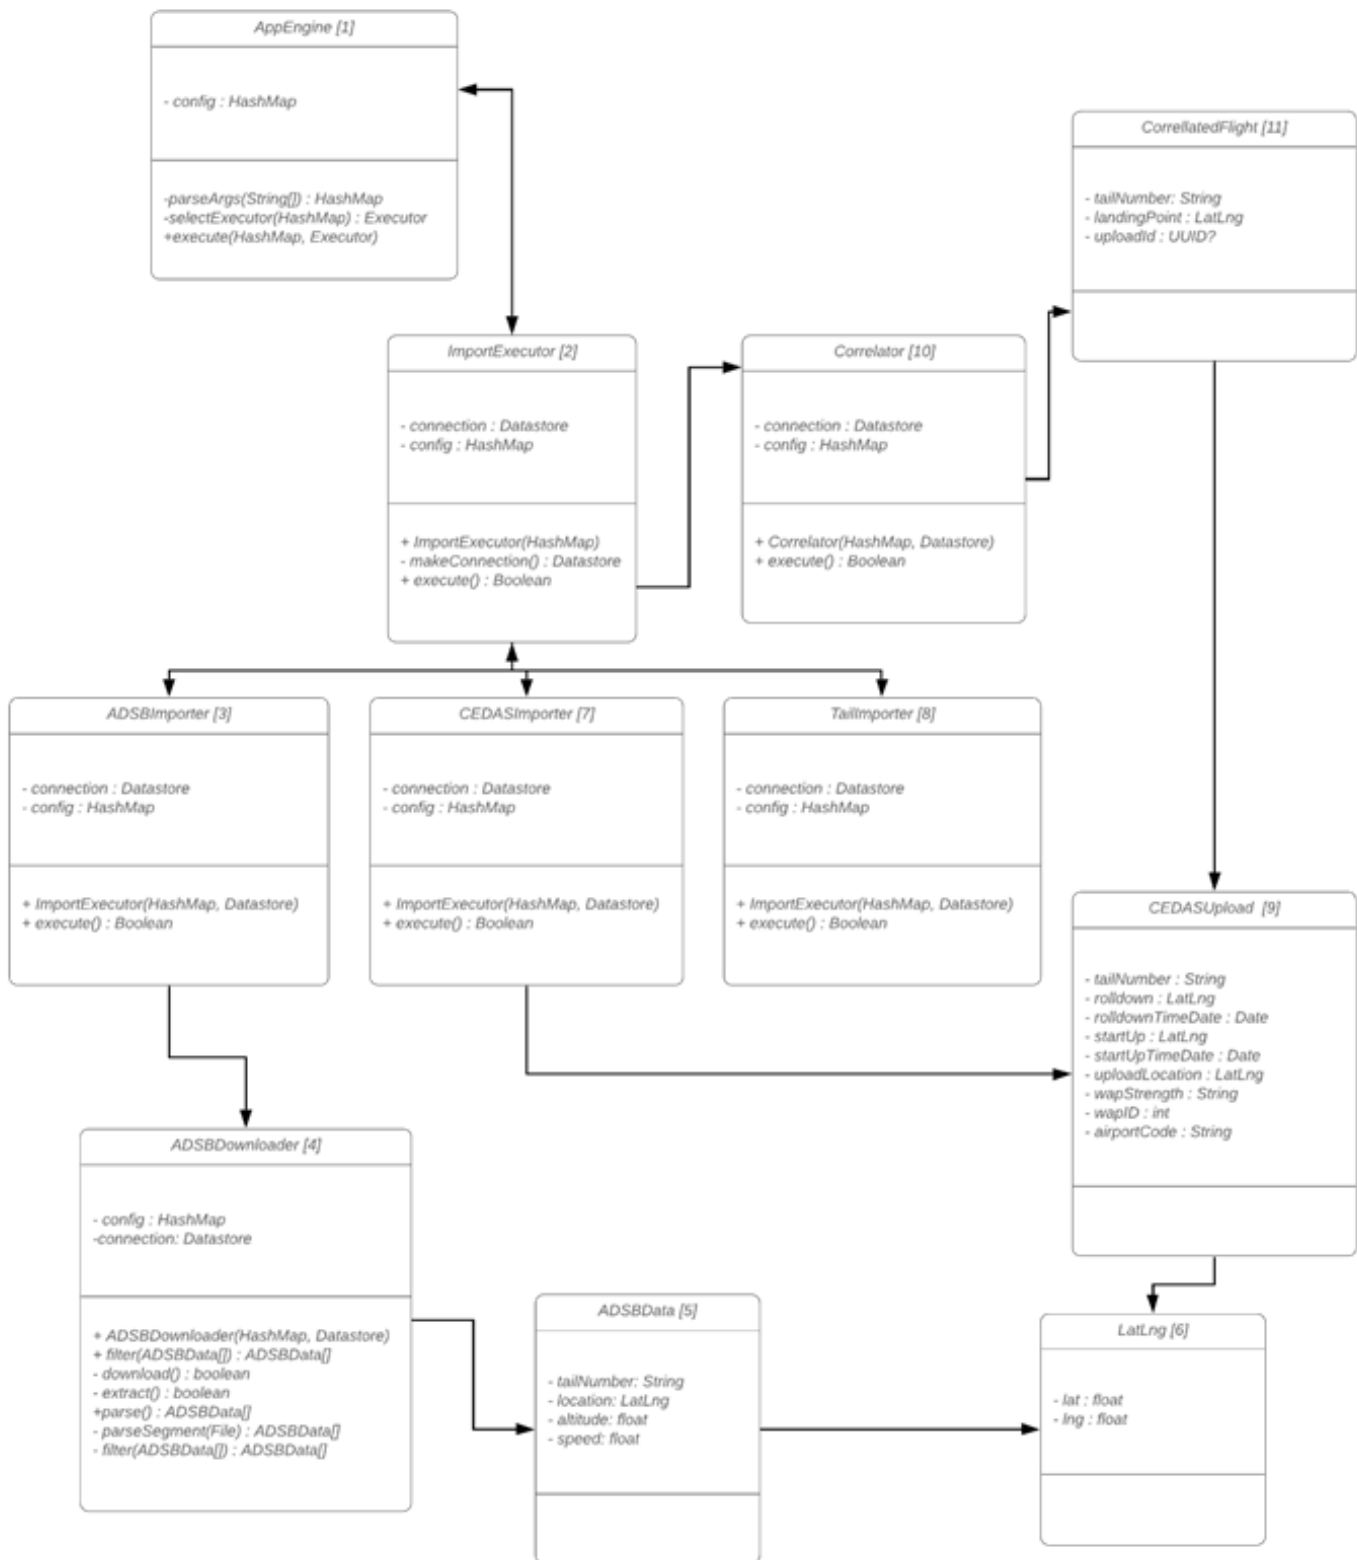 AppEngine [1]
- config : HashMap
-parseArgs(String[]) : HashMap
-selectExecutor(HashMap) : Executor
+execute(HashMap, Executor)
CorrellatedFlight [11]
- tailNumber: String
- landingPoint : LatLng
- uploadId : UUID?
ImportExecutor [2]
- connection : Datastore
- config : HashMap
+ ImportExecutor(HashMap)
- makeConnection() : Datastore
+ execute() : Boolean
Correlator [10]
- connection : Datastore
- config : HashMap
+ Correlator(HashMap, Datastore)
+ execute() : Boolean
ADSBImporter [3]
- connection : Datastore
- config : HashMap
+ ImportExecutor(HashMap, Datastore)
+ execute() : Boolean
CEDASImporter [7]
- connection : Datastore
- config : HashMap
+ ImportExecutor(HashMap, Datastore)
+ execute() : Boolean
TailImporter [8]
- connection : Datastore
- config : HashMap
+ ImportExecutor(HashMap, Datastore)
+ execute() : Boolean
CEDASUpload [9]
- tailNumber : String
- rolldown : LatLng
- rolldownTimeDate : Date
- startUp : LatLng
- startUpTimeDate : Date
- uploadLocation : LatLng
- wapStrength : String
- wapID : int
- airportCode : String
ADSBDownloader [4]
- config : HashMap
-connection: Datastore
+ ADSBDownloader(HashMap, Datastore)
+ filter(ADSBData[]) : ADSBData[]
- download() : boolean
- extract() : boolean
+parse() : ADSBData[]
- parseSegment(File) : ADSBData[]
- filter(ADSBData[]) : ADSBData[]
ADSBData [5]
- tailNumber: String
- location: LatLng
- altitude: float
- speed: float
LatLng [6]
- lat : float
- lng : float